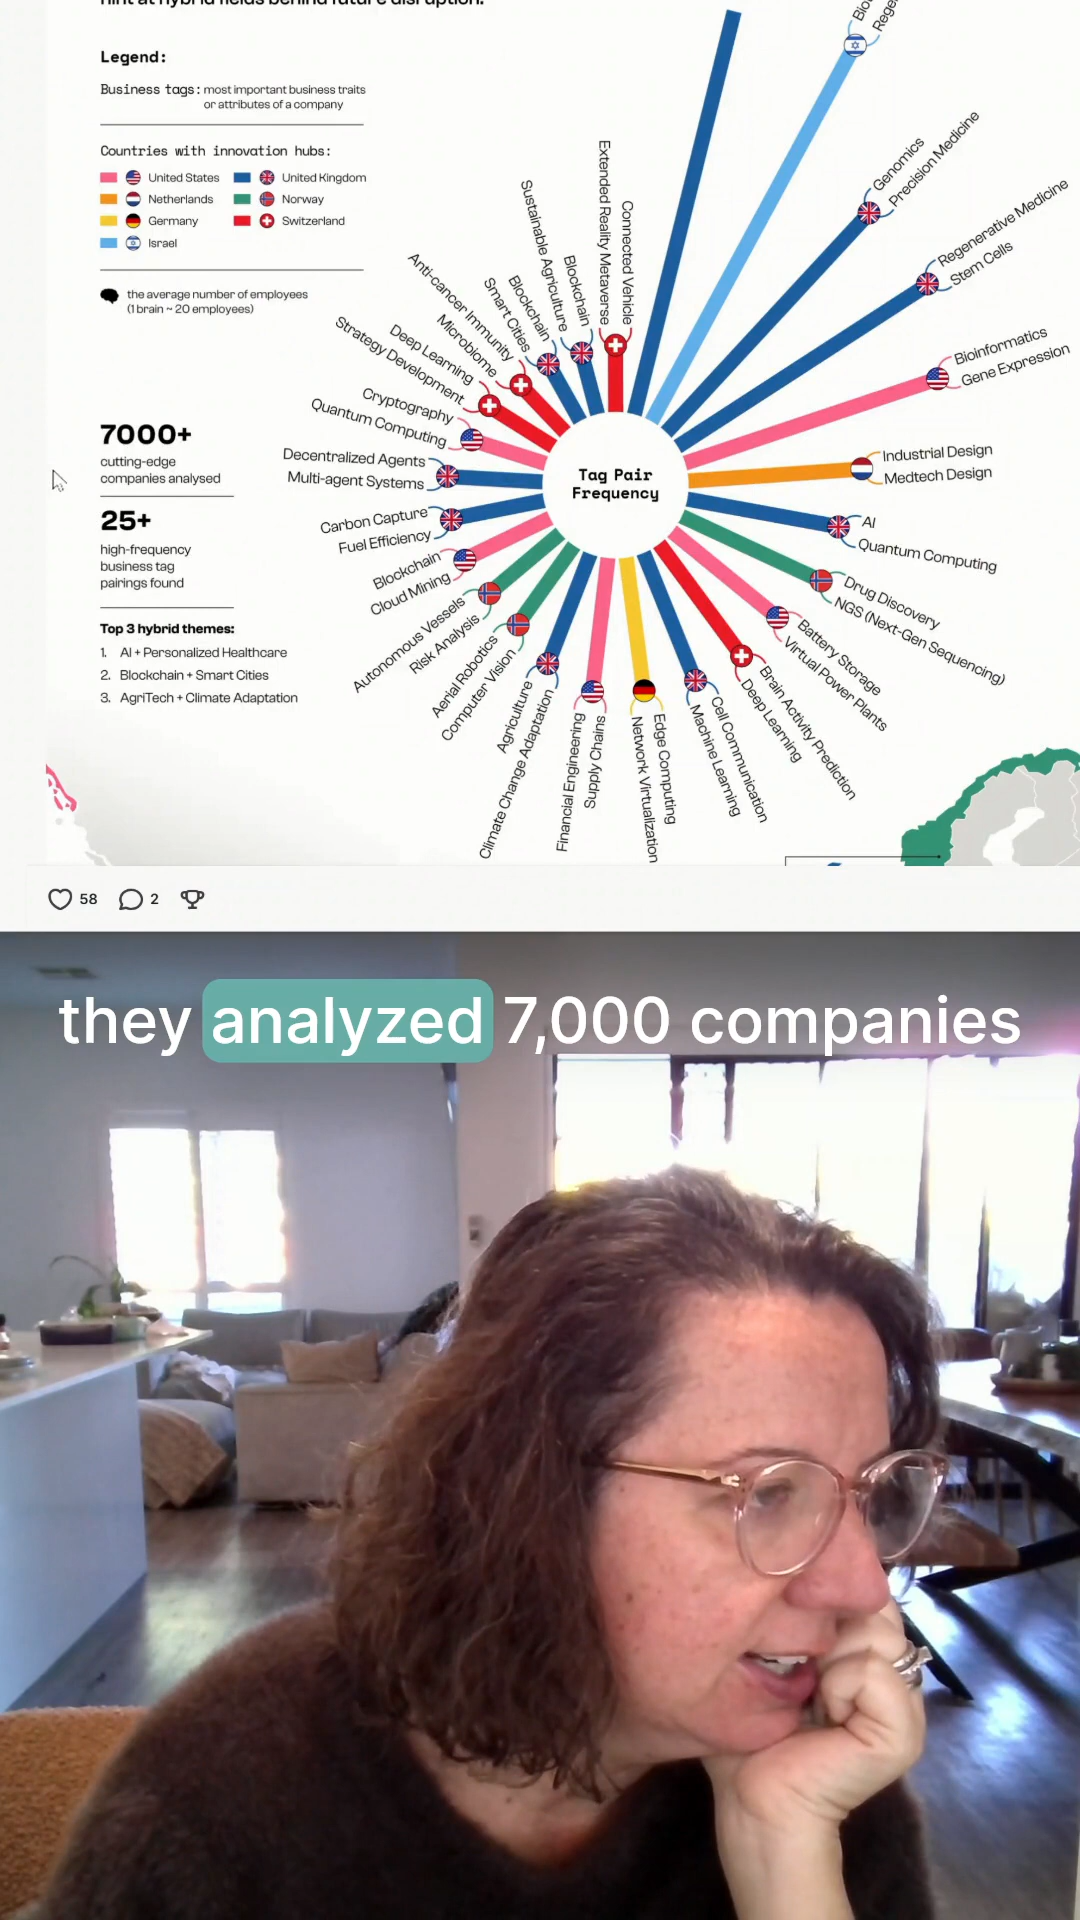 hint at hybrid fields behind future disruption.
Legend:
Business tags: most important business traits
or attributes of a company
Countries with innovation hubs:
United States
United Kingdom
Netherlands
Norway
Germany
Switzerland
Israel
the average number of employees
(1 brain ~ 20 employees)
7000+
cutting-edge
companies analysed
25+
high-frequency
business tag
pairings found
Top 3 hybrid themes:
1. AI + Personalized Healthcare
2. Blockchain + Smart Cities
3. AgriTech + Climate Adaptation
Tag Pair
Frequency
Genomics
Precision Medicine
Regenerative Medicine
Stem Cells
Bioinformatics
Gene Expression
Industrial Design
Medtech Design
AI
Quantum Computing
Drug Discovery
NGS (Next-Gen Sequencing)
Battery Storage
Virtual Power Plants
Brain Activity Prediction
Deep Learning
Cell Communication
Machine Learning
Edge Computing
Network Virtualization
Supply Chains
Financial Engineering
Climate Change Adaptation
Agriculture
Computer Vision
Aerial Robotics
Risk Analysis
Autonomous Vessels
Cloud Mining
Blockchain
Fuel Efficiency
Carbon Capture
Multi-agent Systems
Decentralized Agents
Quantum Computing
Cryptography
Strategy Development
Deep Learning
Microbiome
Anti-cancer Immunity
Smart Cities
Blockchain
Sustainable Agriculture
Blockchain
Extended Reality Metaverse
Connected Vehicle
58
2
they analyzed 7,000 companies